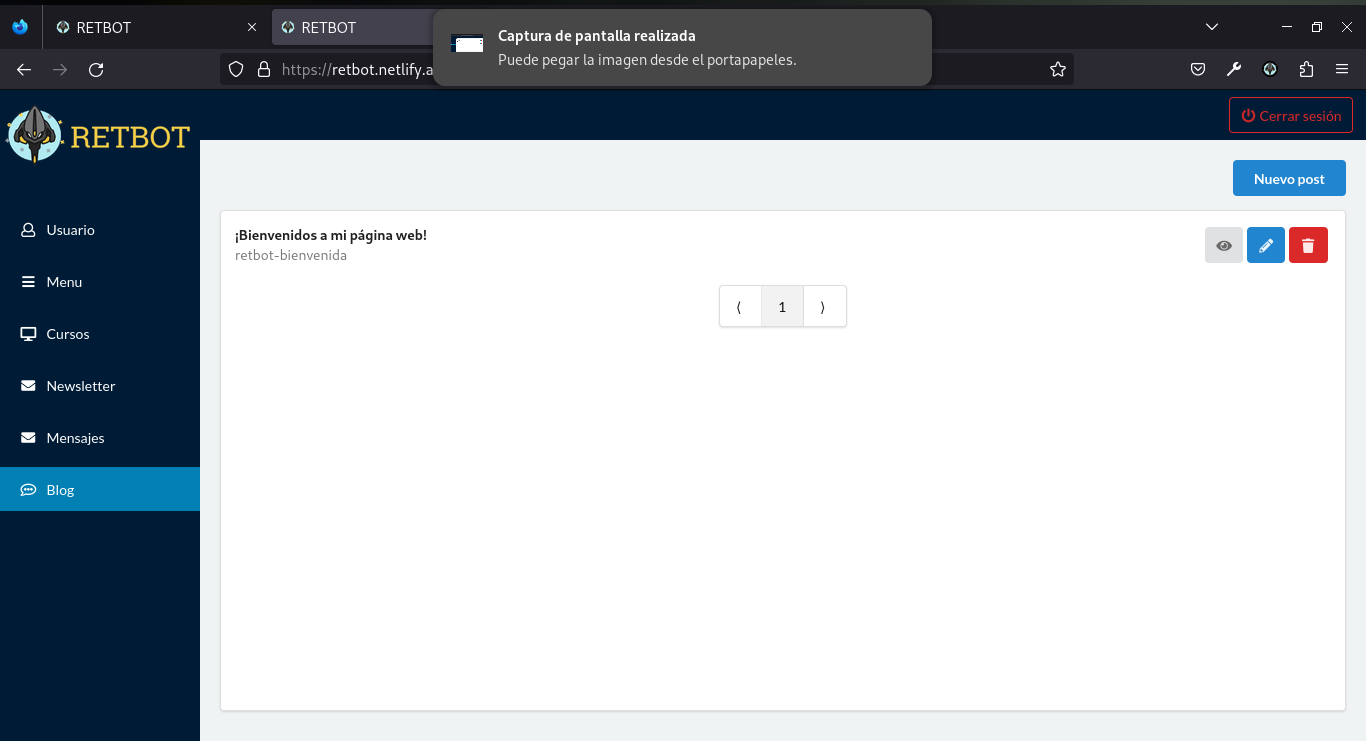 RETBOT
RETBOT
Captura de pantalla realizada
Puede pegar la imagen desde el portapapeles.
https://retbot.netlify.a
RETBOT
Cerrar sesión
Nuevo post
Usuario
Menu
Cursos
Newsletter
Mensajes
Blog
¡Bienvenidos a mi página web!
retbot-bienvenida
⟨ 1 ⟩